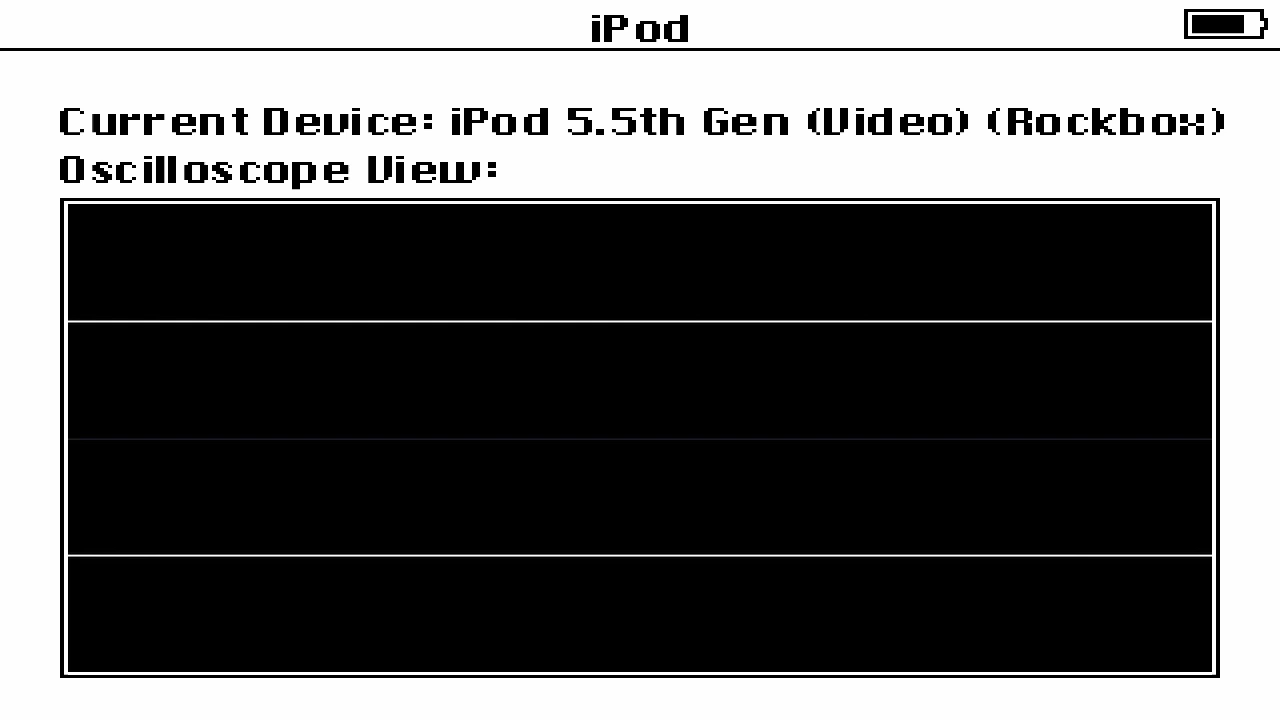 iPod
Current Device: iPod 5.5th Gen (Video) (Rockbox)
Oscilloscope View: